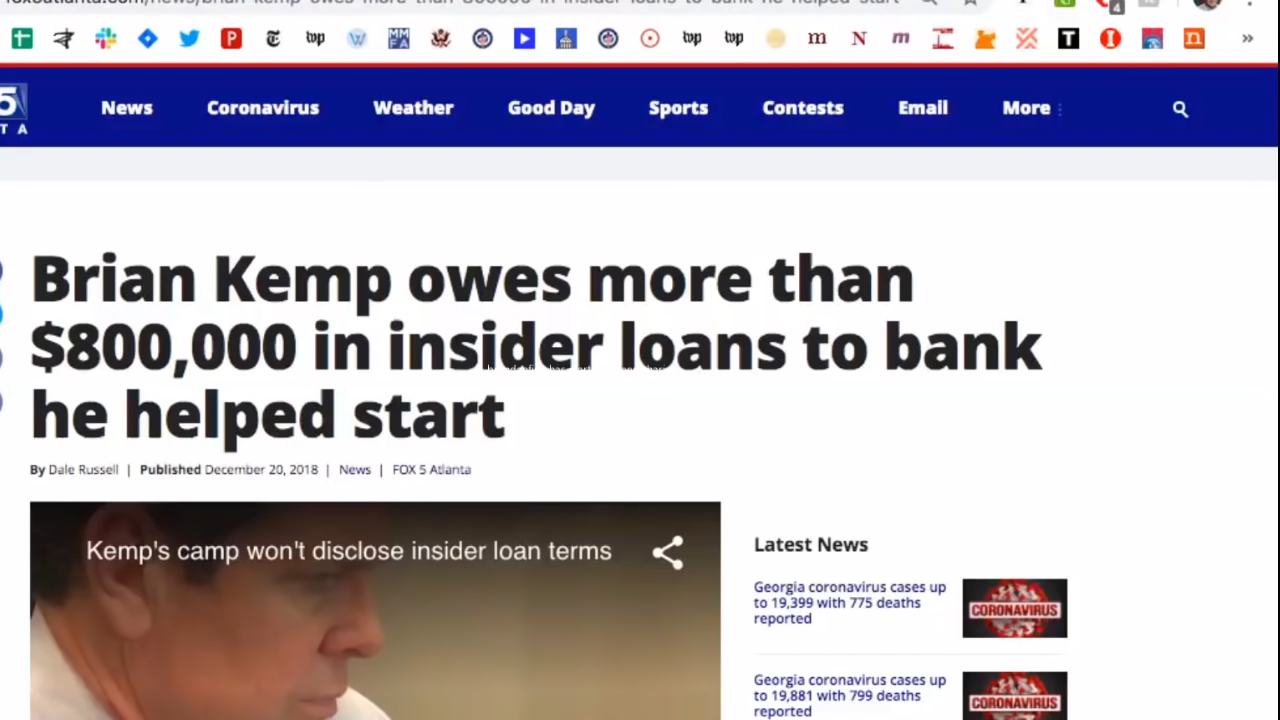 foxoatlanta.com/news/brian-kemp-owes-more-than-800000-in-insider-loans-to-bank-he-helped-start
4
5
T A
News Coronavirus Weather Good Day Sports Contests Email More
Brian Kemp owes more than
$800,000 in insider loans to bank
he helped start
By Dale Russell | Published December 20, 2018 | News | FOX 5 Atlanta
Kemp's camp won't disclose insider loan terms
Latest News
Georgia coronavirus cases up
to 19,399 with 775 deaths
reported
CORONAVIRUS
Georgia coronavirus cases up
to 19,881 with 799 deaths
reported
CORONAVIRUS